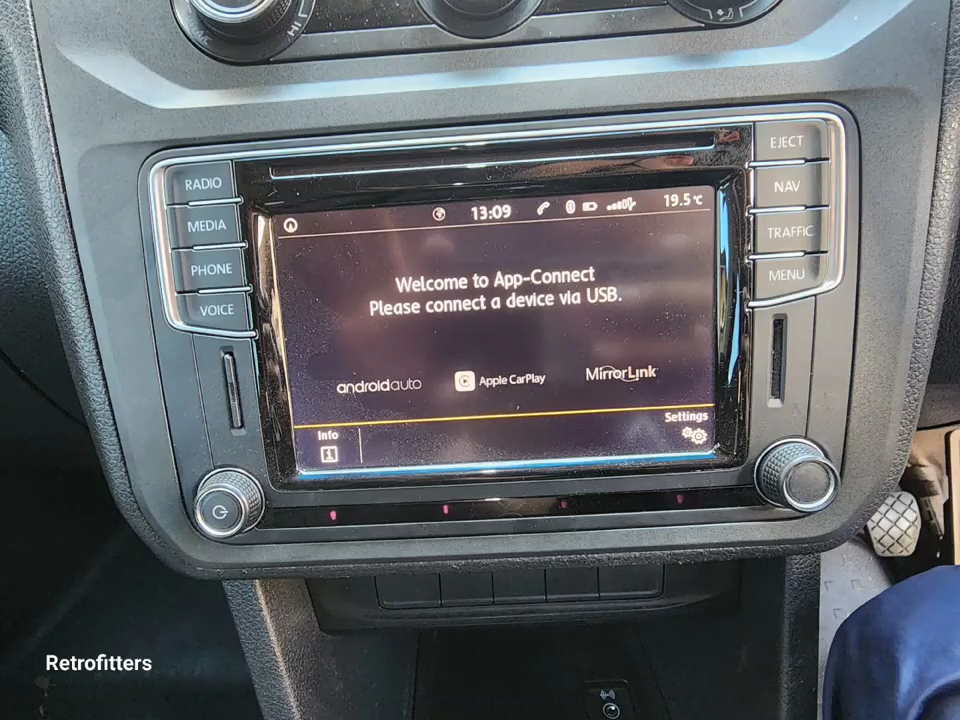 HI
EJECT
RADIO
NAV
MEDIA
TRAFFIC
PHONE
MENU
VOICE
13:09
19.5°C
Welcome to App-Connect
Please connect a device via USB.
androidauto
Apple CarPlay
MirrorLink
Info
Settings
Retrofitters